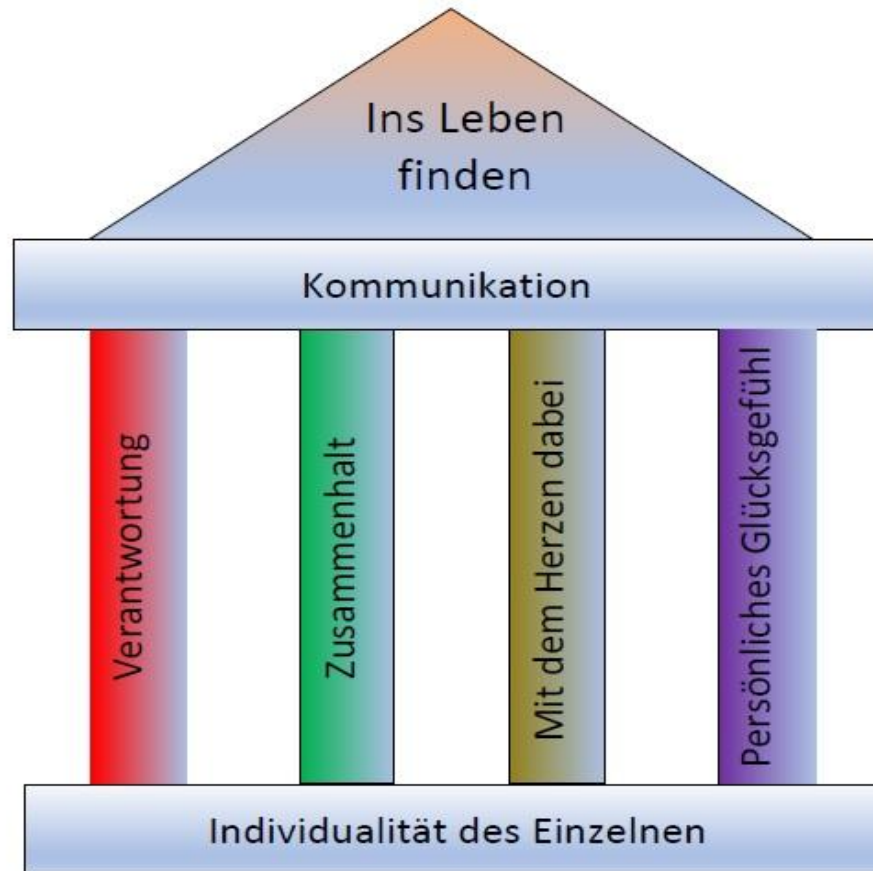 Ins Leben
finden
Kommunikation
Verantwortung
Zusammenhalt
Mit dem Herzen dabei
Persönliches Glücksgefühl
Individualität des Einzelnen